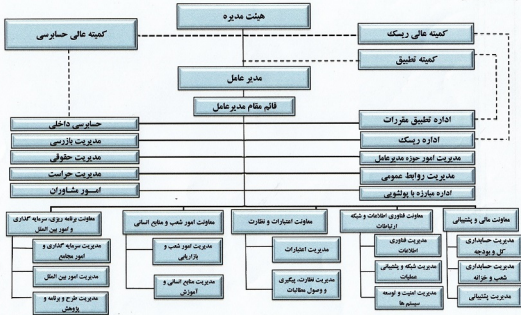 هیئت مدیره
کمیته عالی ریسک
کمیته عالی حسابرسی
کمیته تطبیق
مدیر عامل
قائم مقام مدیرعامل
اداره تطبیق مقررات
حسابرسی داخلی
اداره ریسک
مدیریت بازرسی
مدیریت امور حوزه مدیرعامل
مدیریت حقوقی
مدیریت روابط عمومی
مدیریت حراست
اداره مبارزه با پولشویی
امور مشاوران
معاونت مالی و پشتیبانی
معاونت فناوری اطلاعات و شبکه
ارتباطات
معاونت اعتبارات و نظارت
معاونت امور شعب و منابع انسانی
معاونت برنامه ریزی، سرمایه گذاری
و امور بین الملل
مدیریت حسابداری
کل و بودجه
مدیریت حسابداری
شعب و خزانه
مدیریت پشتیبانی
مدیریت فناوری
اطلاعات
مدیریت شبکه و پشتیبانی
عملیات
مدیریت امنیت و توسعه
سیستم ها
مدیریت اعتبارات
مدیریت نظارت، پیگیری
و وصول مطالبات
مدیریت امور شعب و
بازاریابی
مدیریت منابع انسانی و
آموزش
مدیریت سرمایه گذاری و
امور مجامع
مدیریت امور بین الملل
مدیریت طرح و برنامه و
پژوهش